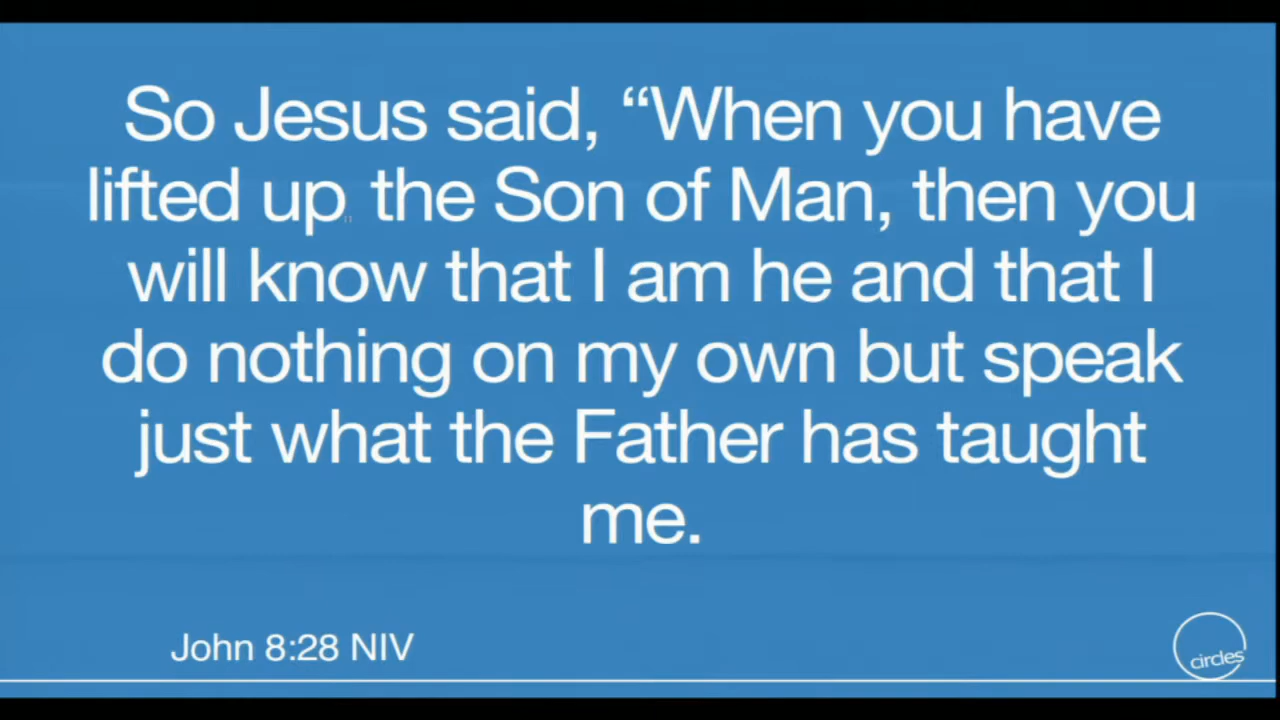 So Jesus said, “When you have
lifted up the Son of Man, then you
will know that I am he and that I
do nothing on my own but speak
just what the Father has taught
me.
John 8:28 NIV
circles